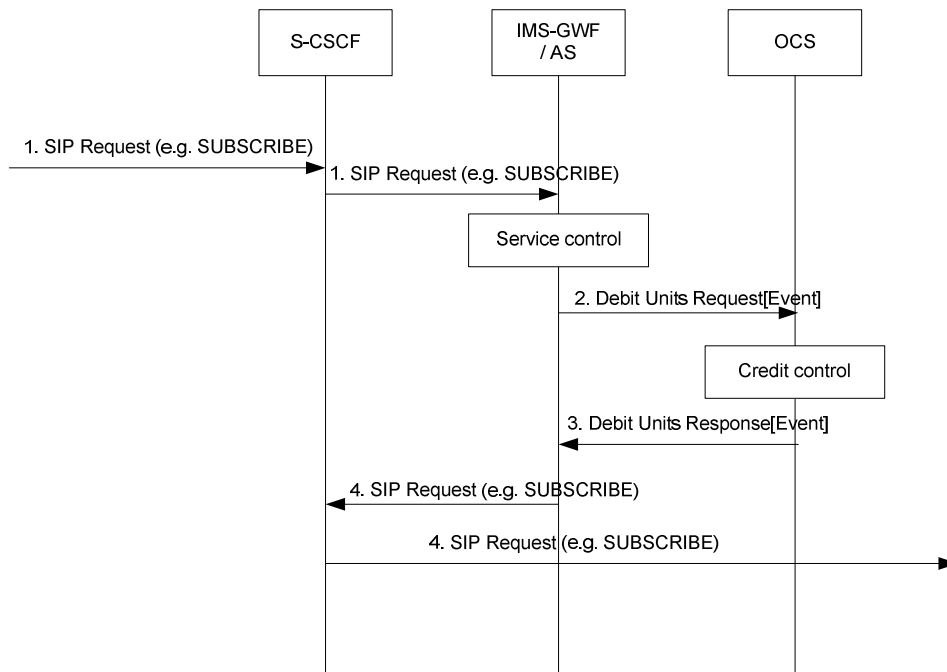 S-CSCF
IMS-GWF
/ AS
OCS
1. SIP Request (e.g. SUBSCRIBE)
1. SIP Request (e.g. SUBSCRIBE)
Service control
2. Debit Units Request[Event]
Credit control
3. Debit Units Response[Event]
4. SIP Request (e.g. SUBSCRIBE)
4. SIP Request (e.g. SUBSCRIBE)